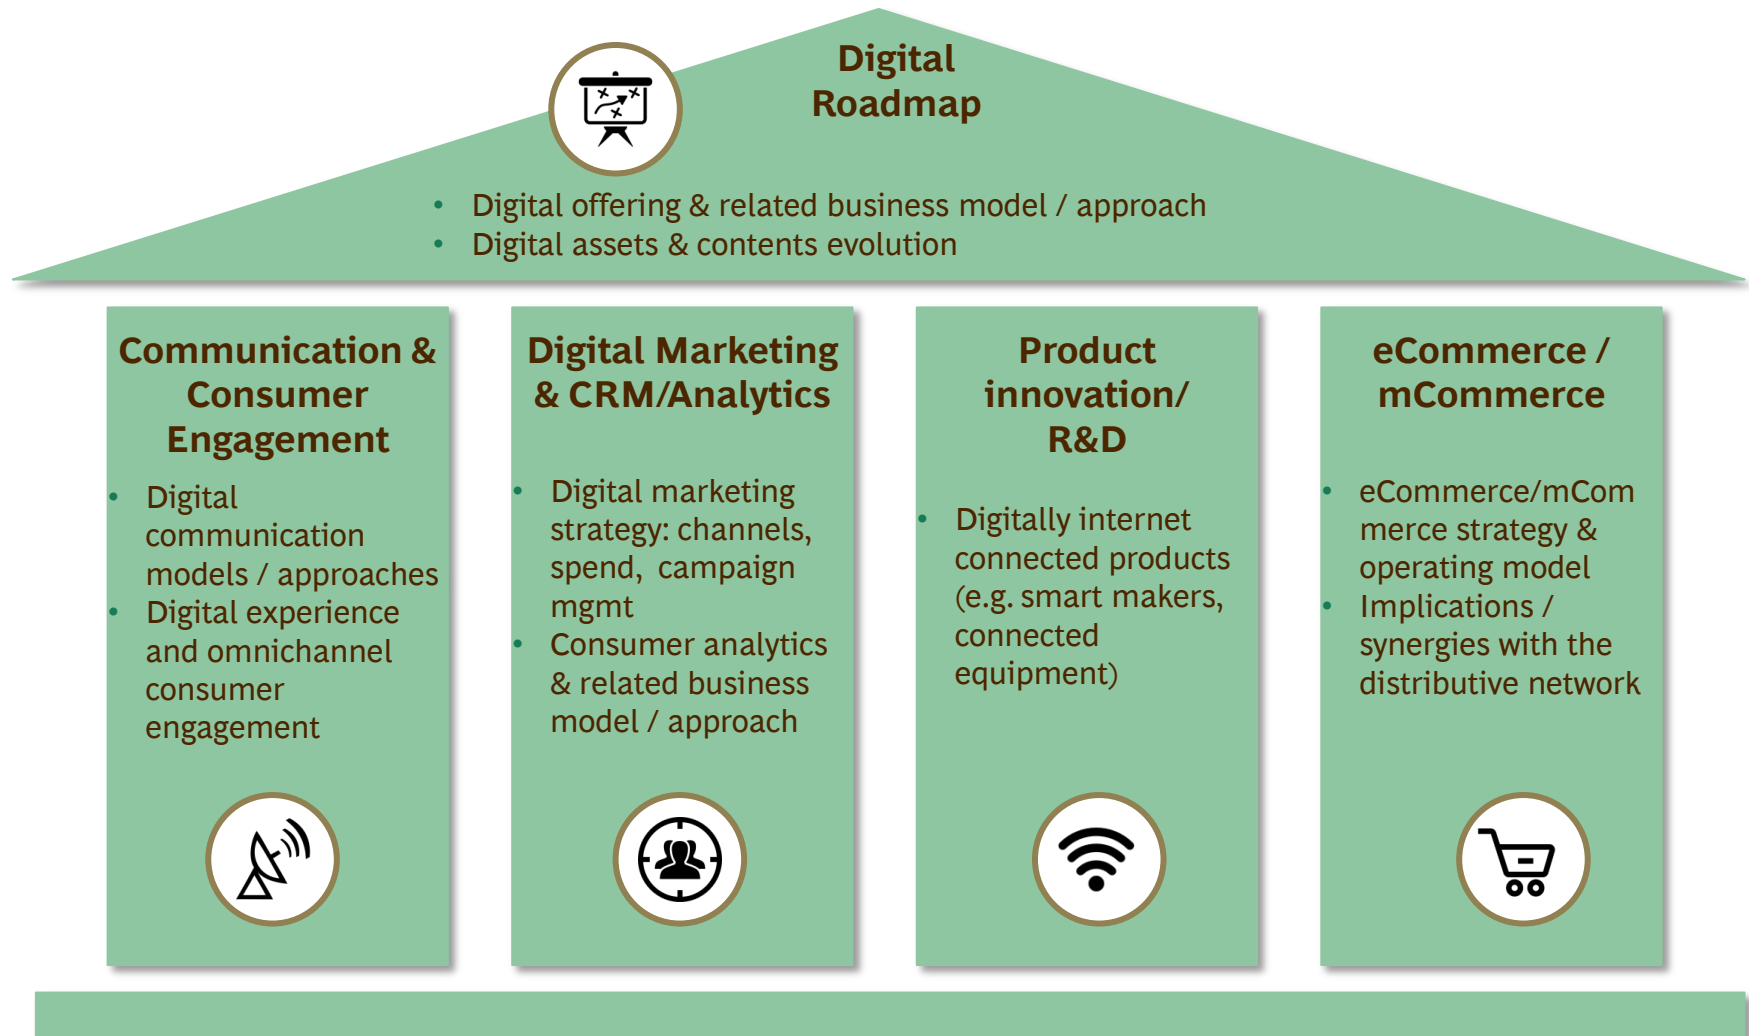 Digital
Roadmap
• Digital offering & related business model / approach
• Digital assets & contents evolution
Communication &
Consumer
Engagement
• Digital
communication
models / approaches
• Digital experience
and omnichannel
consumer
engagement
Digital Marketing
& CRM/Analytics
• Digital marketing
strategy: channels,
spend, campaign
mgmt
• Consumer analytics
& related business
model / approach
Product
innovation/
R&D
• Digitally internet
connected products
(e.g. smart makers,
connected
equipment)
eCommerce /
mCommerce
• eCommerce/mCom
merce strategy &
operating model
• Implications /
synergies with the
distributive network